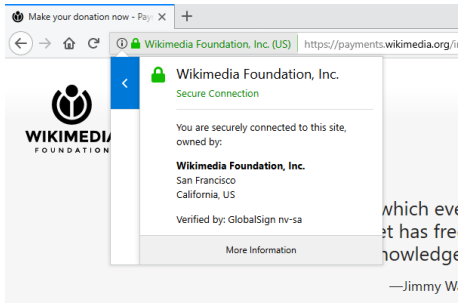 Make your donation now - Pay
Wikimedia Foundation, Inc. (US)
https://payments.wikimedia.org/
Wikimedia Foundation, Inc.
Secure Connection
You are securely connected to this site,
owned by:
Wikimedia Foundation, Inc.
San Francisco
California, US
Verified by: GlobalSign nv-sa
More Information
WIKIMEDI
FOUNDATION
which eve
et has fre
nowledge
—Jimmy Wa